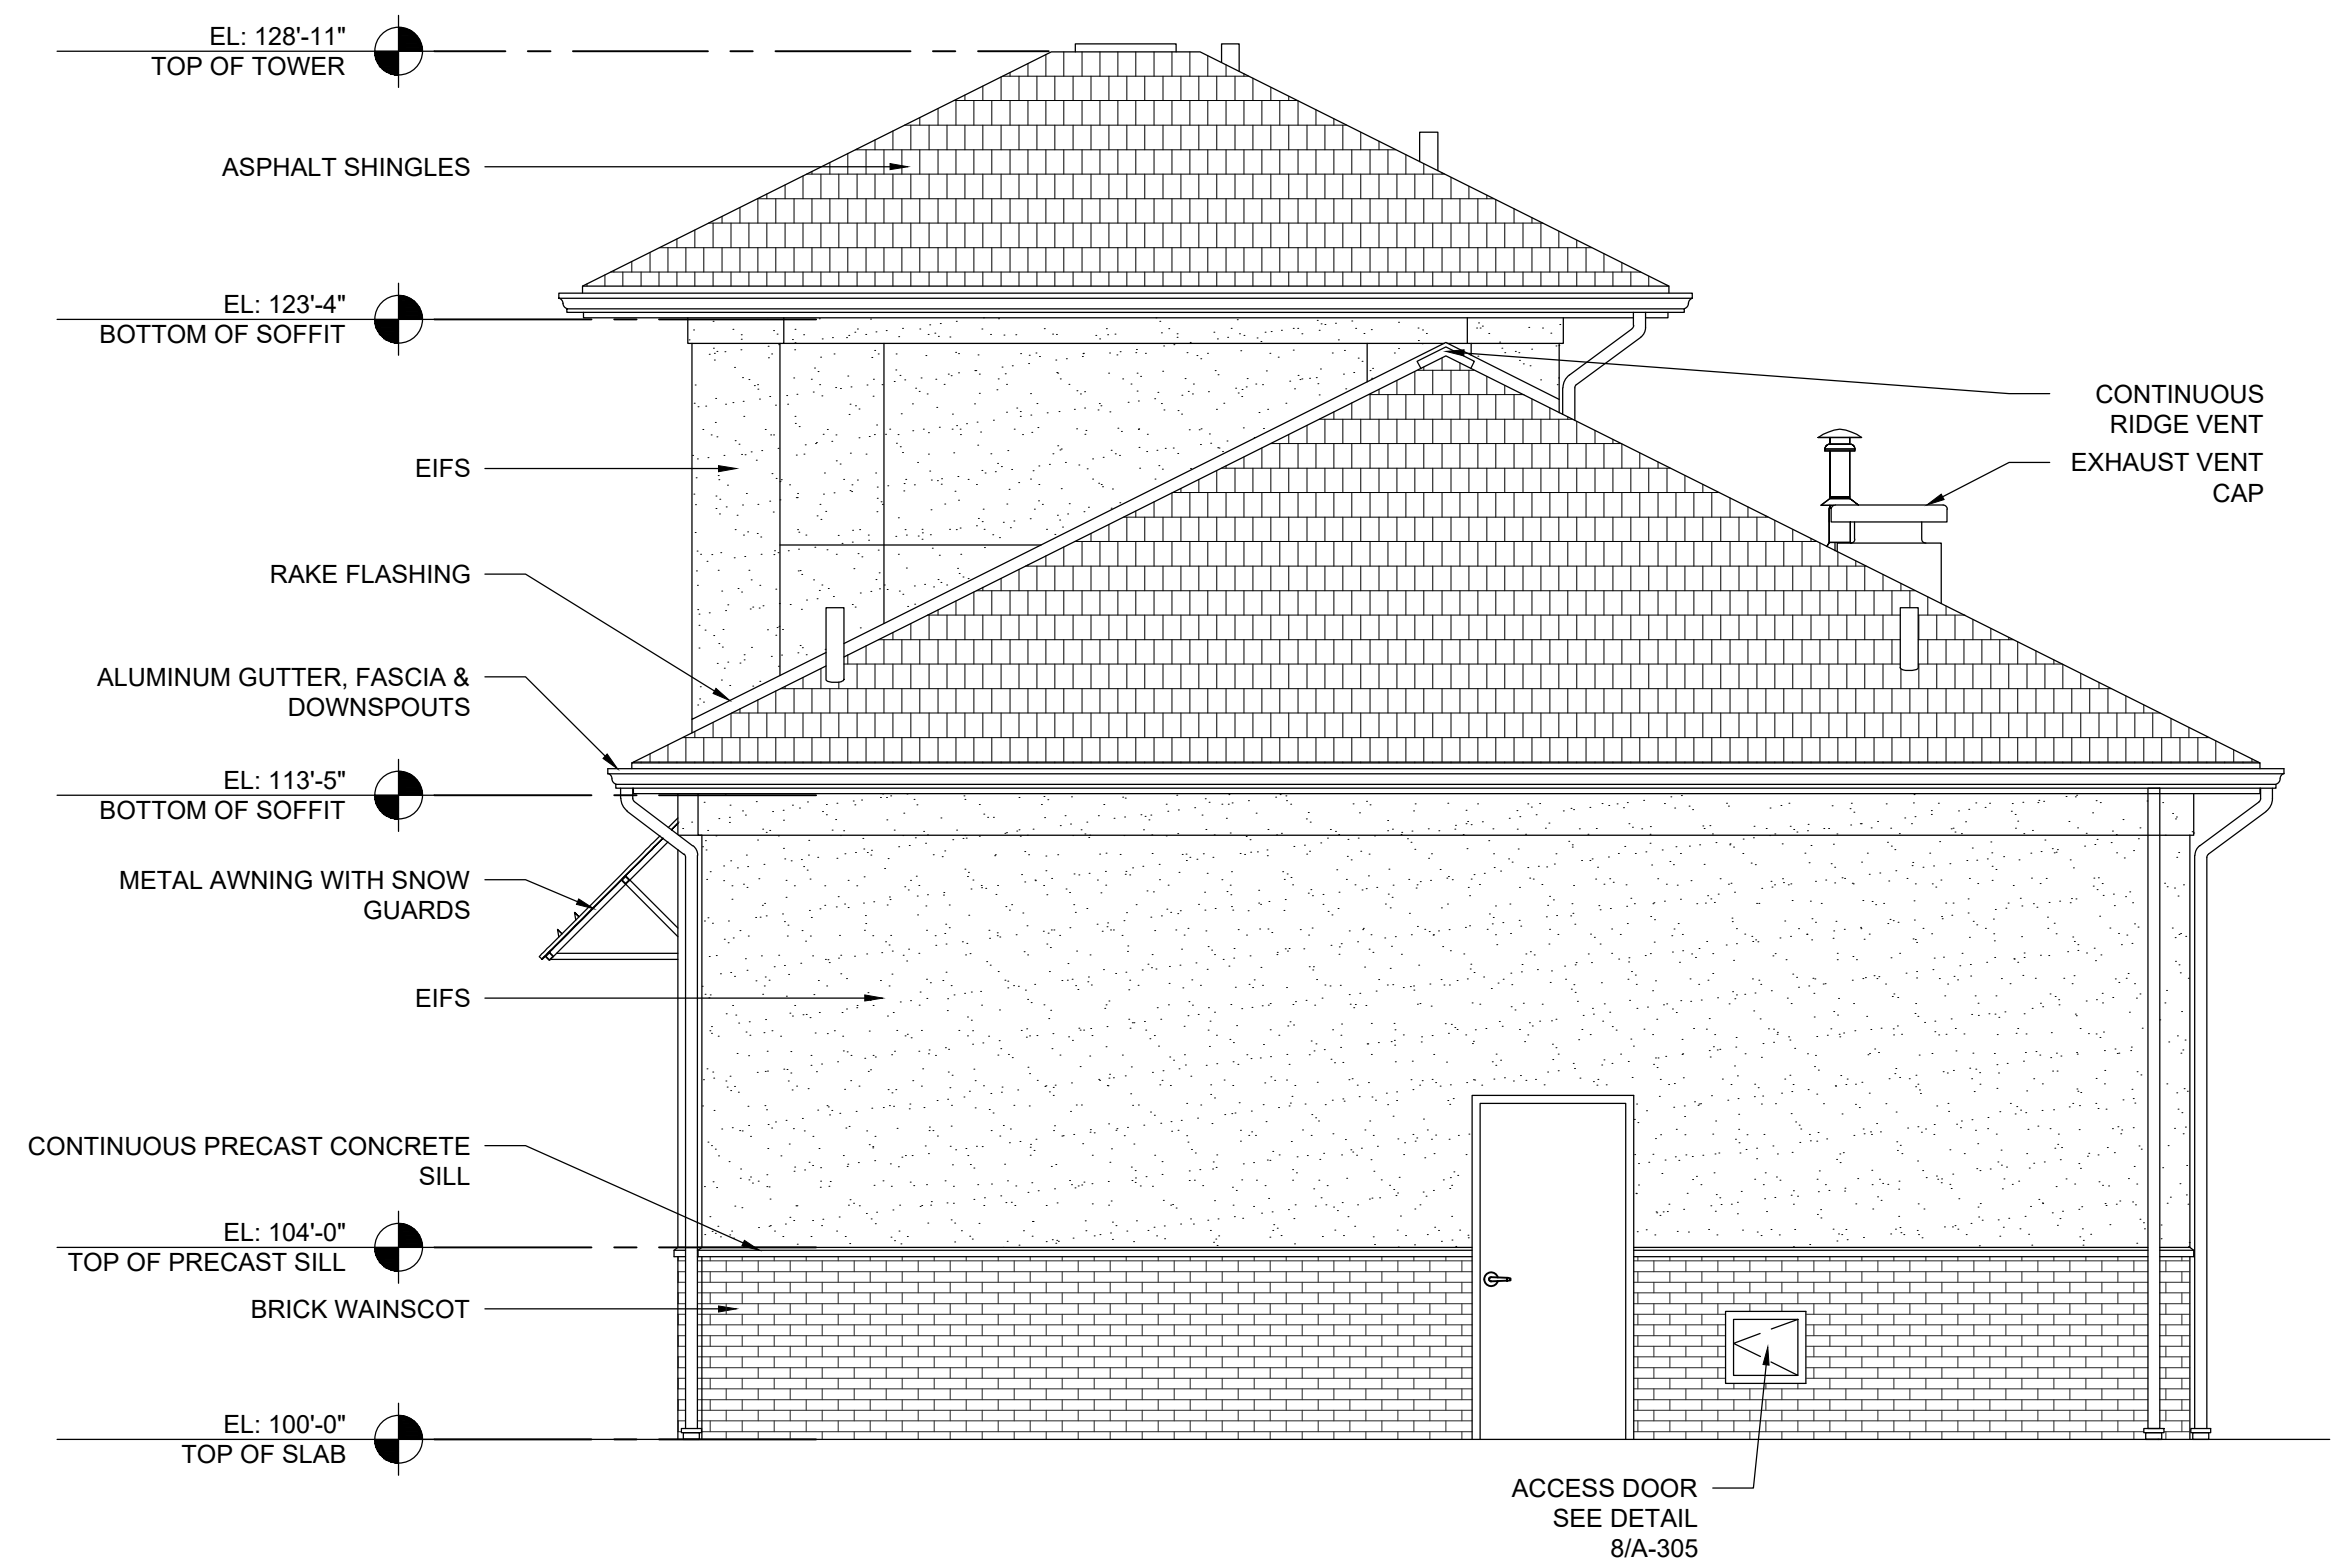 EL: 128'-11"
TOP OF TOWER
ASPHALT SHINGLES
EL: 123'-4"
BOTTOM OF SOFFIT
CONTINUOUS
RIDGE VENT
EIFS
EXHAUST VENT
CAP
RAKE FLASHING
ALUMINUM GUTTER, FASCIA &
DOWNSPOUTS
EL: 113'-5"
BOTTOM OF SOFFIT
METAL AWNING WITH SNOW
GUARDS
EIFS
CONTINUOUS PRECAST CONCRETE
SILL
EL: 104'-0"
TOP OF PRECAST SILL
BRICK WAINSCOT
EL: 100'-0"
TOP OF SLAB
ACCESS DOOR
SEE DETAIL
8/A-305